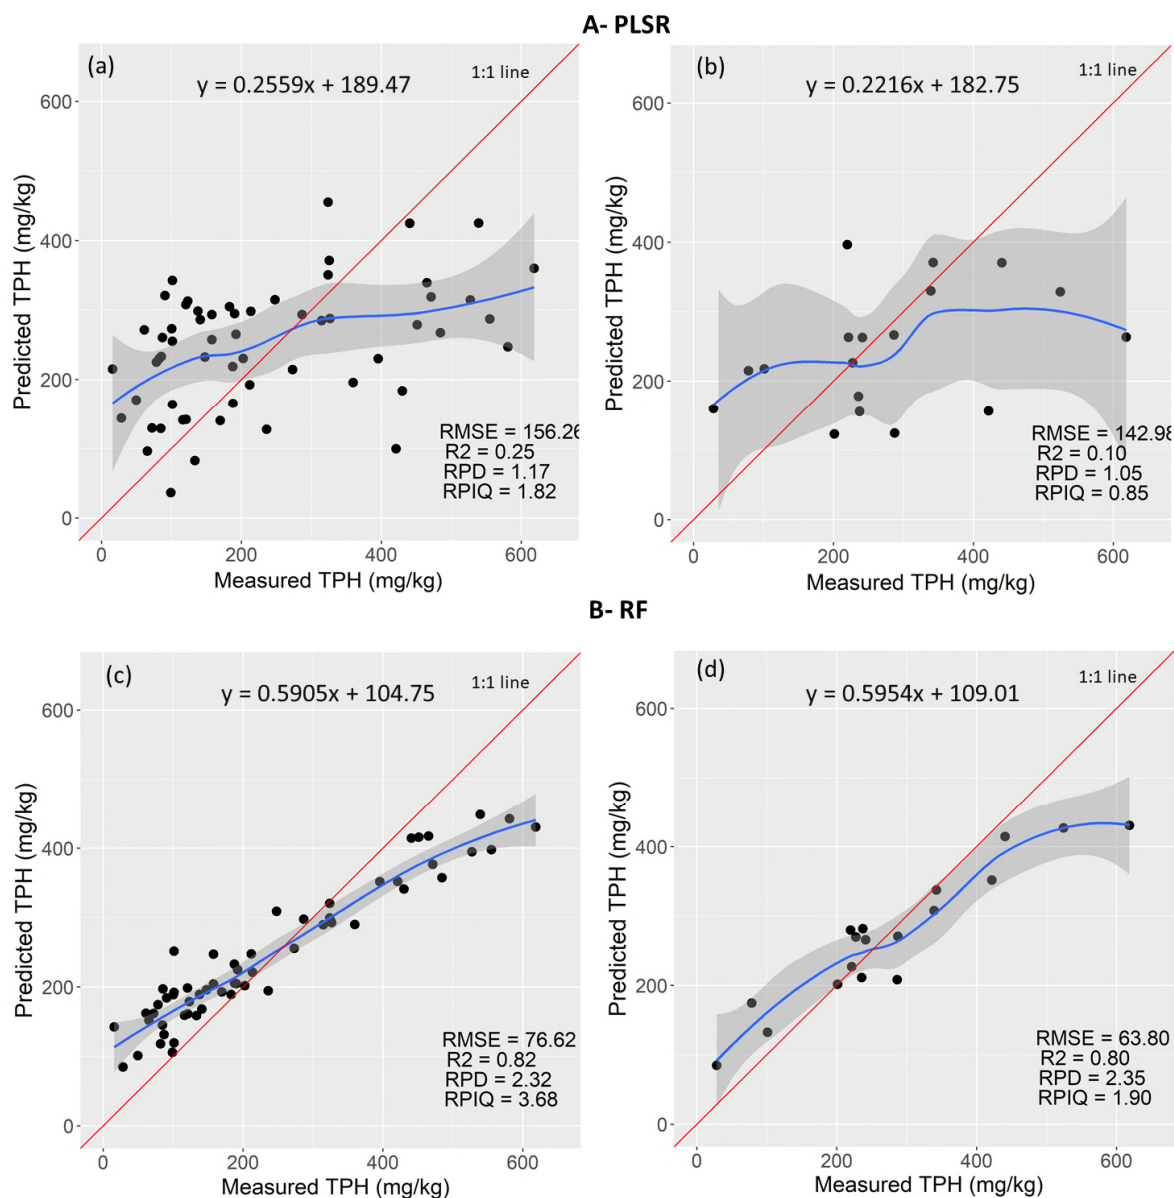 A- PLSR
(a)
y = 0.2559x + 189.47
1:1 line
Predicted TPH (mg/kg)
600
400
200
0
RMSE = 156.26
R2 = 0.25
RPD = 1.17
RPIQ = 1.82
0 200 400 600
Measured TPH (mg/kg)
(b)
y = 0.2216x + 182.75
1:1 line
Predicted TPH (mg/kg)
600
400
200
0
RMSE = 142.98
R2 = 0.10
RPD = 1.05
RPIQ = 0.85
0 200 400 600
Measured TPH (mg/kg)
B- RF
(c)
y = 0.5905x + 104.75
1:1 line
Predicted TPH (mg/kg)
600
400
200
0
RMSE = 76.62
R2 = 0.82
RPD = 2.32
RPIQ = 3.68
0 200 400 600
Measured TPH (mg/kg)
(d)
y = 0.5954x + 109.01
1:1 line
Predicted TPH (mg/kg)
600
400
200
0
RMSE = 63.80
R2 = 0.80
RPD = 2.35
RPIQ = 1.90
0 200 400 600
Measured TPH (mg/kg)